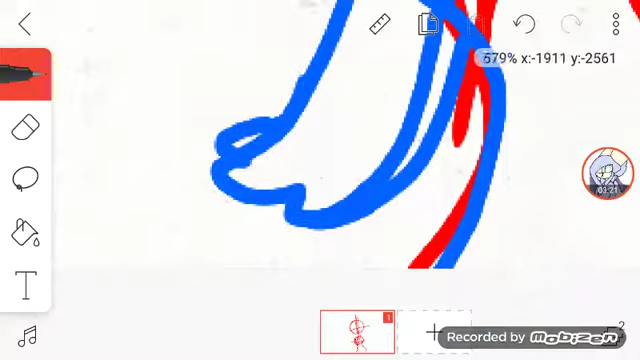 579% x:-1911 y:-2561
/03:21
T
1
2
Recorded by mobizen